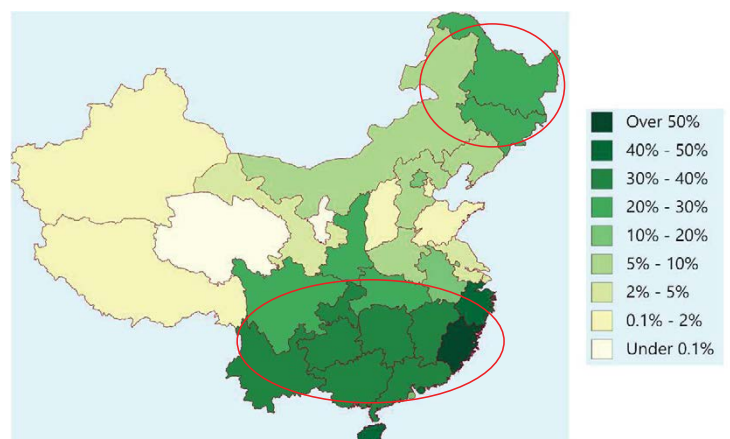 Over 50%
40% - 50%
30% - 40%
20% - 30%
10% - 20%
5% - 10%
2% - 5%
0.1% - 2%
Under 0.1%